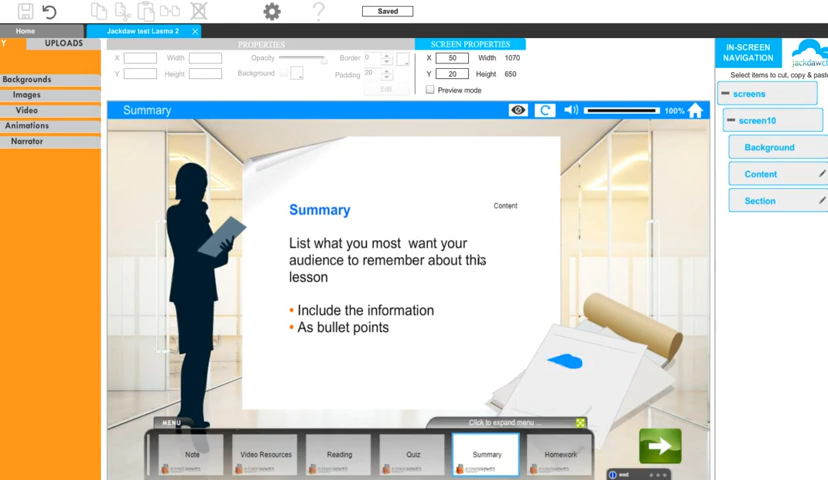 Saved
Home
Jackdaw test Lasma 2
Y
UPLOADS
Backgrounds
Images
Video
Animations
Narrator
PROPERTIES
X Width Opacity Border 0
Y Height Background Padding 20
Edit
SCREEN PROPERTIES
X 50 Width 1070
Y 20 Height 650
Preview mode
IN-SCREEN
NAVIGATION
jackdawcl
Select items to cut, copy & paste
screens
screen10
Background
Content
Section
Summary
100%
Content
Summary
List what you most want your
audience to remember about this
lesson
• Include the information
• As bullet points
MENU
Click to expand menu ...
Note
Video Resources
Reading
Quiz
Summary
Homework
end